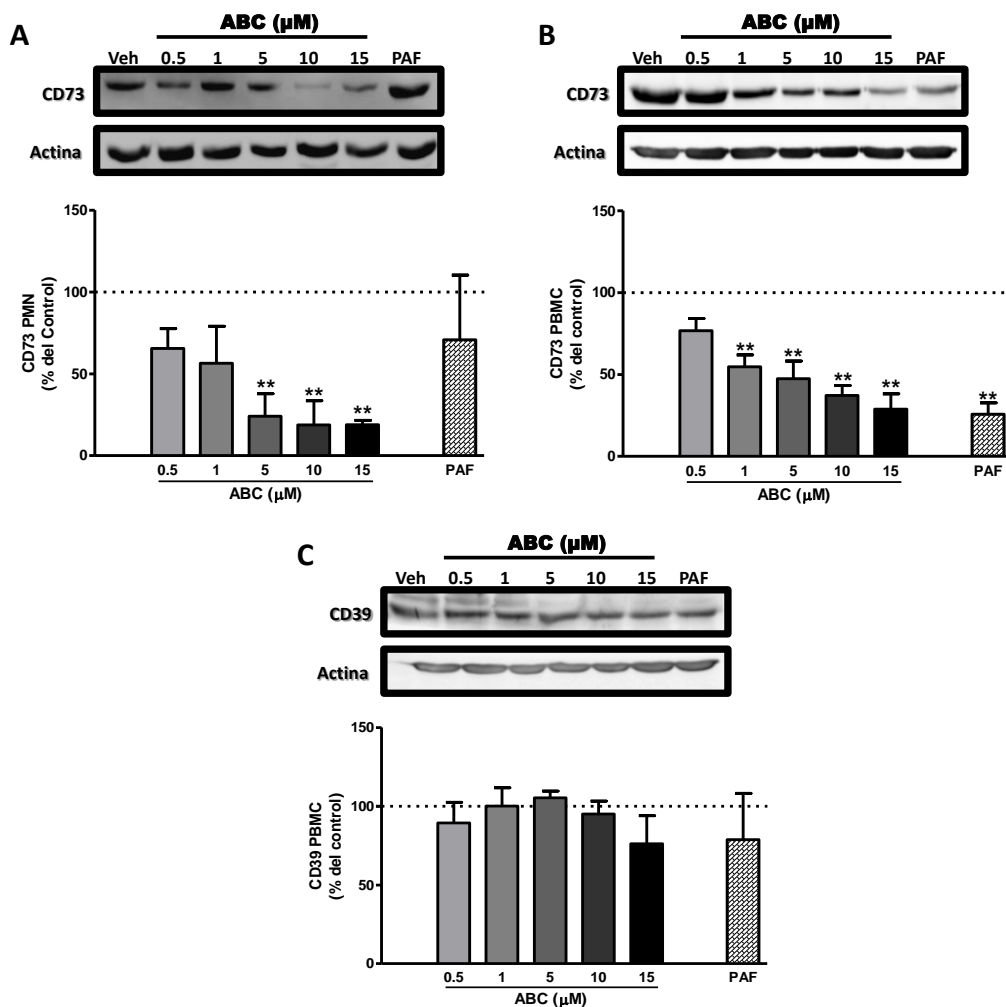 A
ABC (µM)
Veh 0.5 1 5 10 15 PAF
CD73
Actina
150
100
50
0
CD73 PMN
(% del Control)
** ** **
0.5 1 5 10 15 PAF
ABC (µM)
B
ABC (µM)
Veh 0.5 1 5 10 15 PAF
CD73
Actina
150
100
50
0
CD73 PBMC
(% del control)
** ** ** ** **
0.5 1 5 10 15 PAF
ABC (µM)
C
ABC (µM)
Veh 0.5 1 5 10 15 PAF
CD39
Actina
150
100
50
0
CD39 PBMC
(% del control)
0.5 1 5 10 15 PAF
ABC (µM)